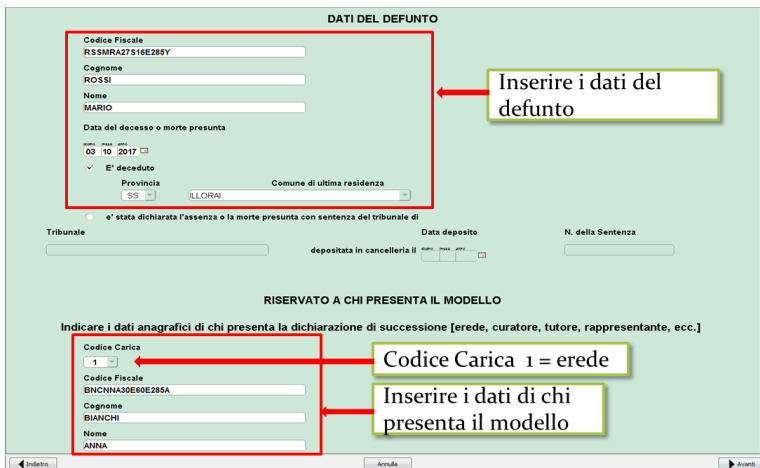 DATI DEL DEFUNTO
Codice Fiscale
RSSMRA27S16E285Y
Cognome
ROSSI
Nome
MARIO
Inserire i dati del
defunto
Data del decesso o morte presunta
giorno mese anno
03 10 2017
E' deceduto
Provincia Comune di ultima residenza
SS ILLORAI
e' stata dichiarata l'assenza o la morte presunta con sentenza del tribunale di
Tribunale Data deposito N. della Sentenza
depositata in cancelleria il giorno mese anno
RISERVATO A CHI PRESENTA IL MODELLO
Indicare i dati anagrafici di chi presenta la dichiarazione di successione [erede, curatore, tutore, rappresentante, ecc.]
Codice Carica
1
Codice Carica 1 = erede
Codice Fiscale
BNCNNA30E60E285A
Cognome
BIANCHI
Nome
ANNA
Inserire i dati di chi
presenta il modello
Indietro Annulla Avanti